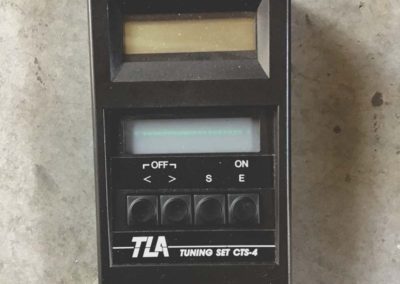 OFF ON
< > S E
TLA TUNING SET CTS-4